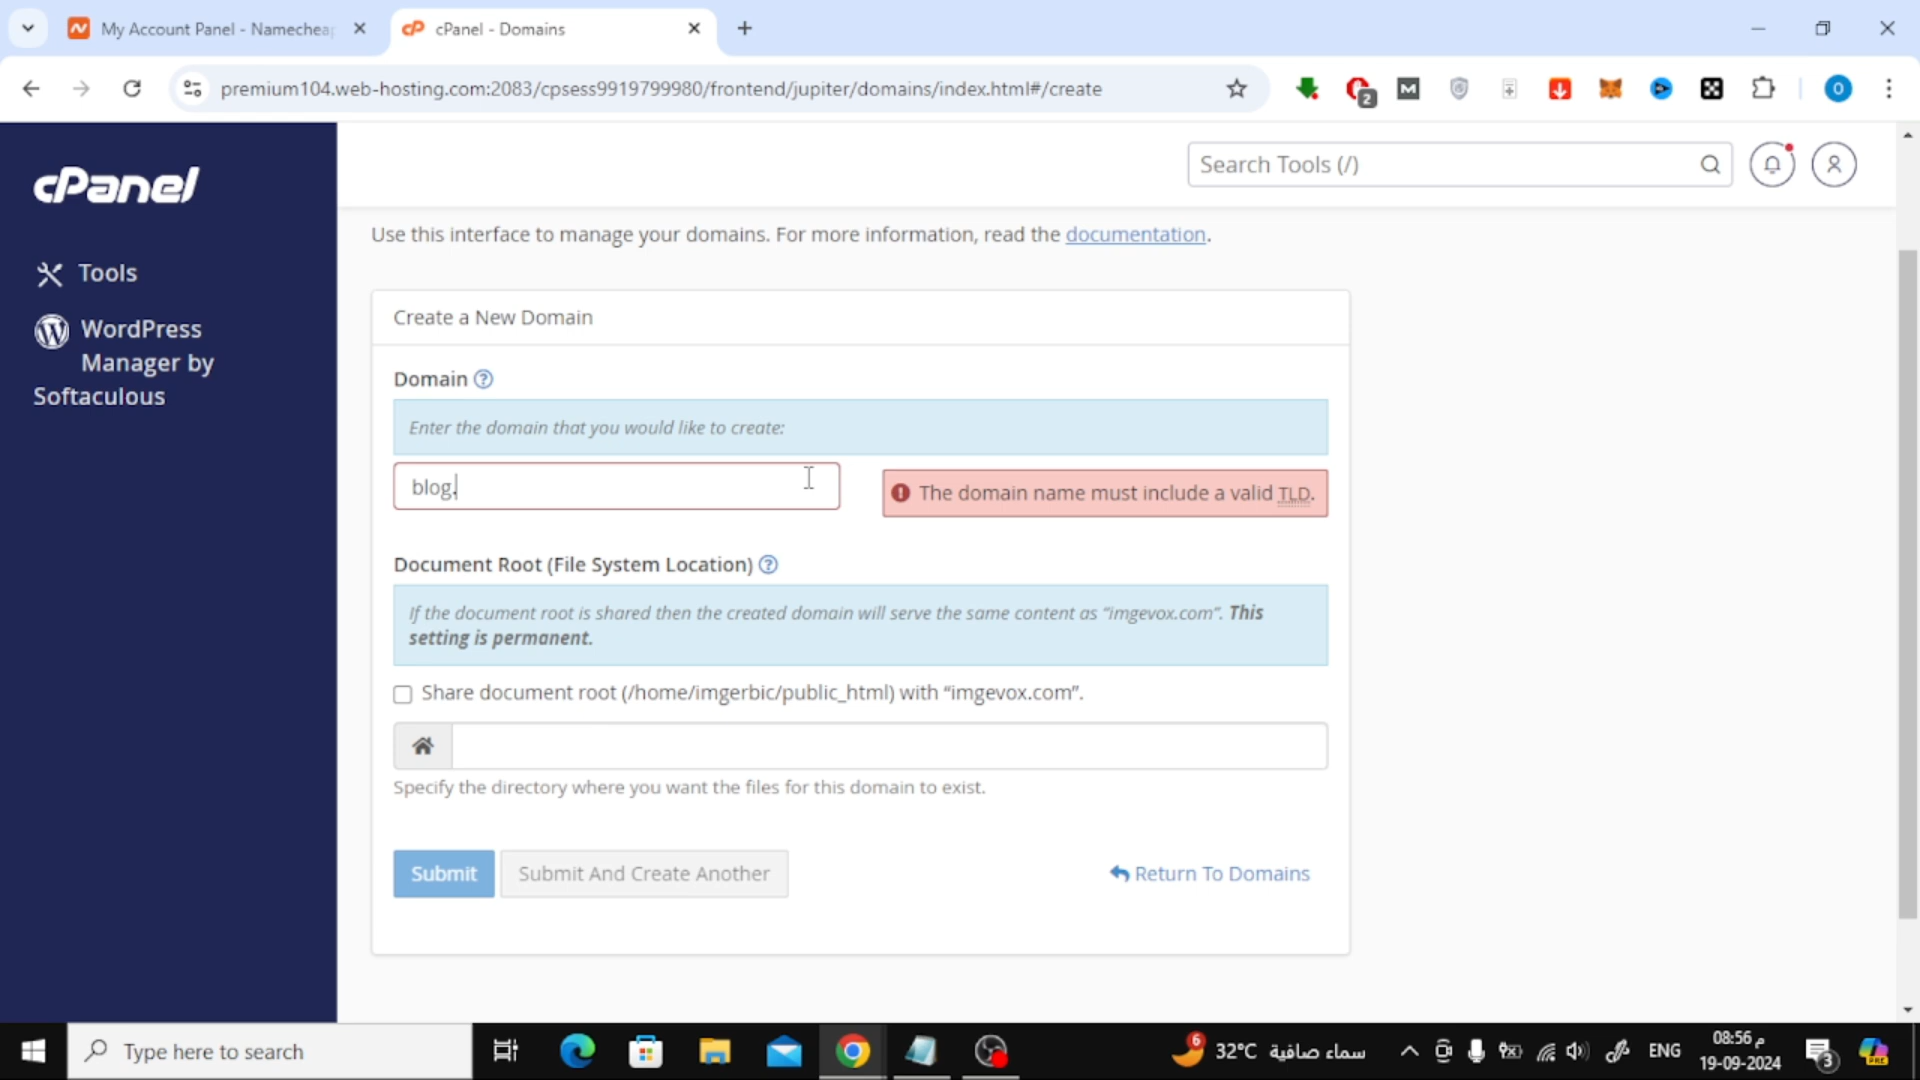 My Account Panel - Namecheap
cPanel - Domains
premium104.web-hosting.com:2083/cpsess9919799980/frontend/jupiter/domains/index.html#/create
2
M
O
cPanel
Search Tools (/)
Tools
WordPress
Manager by
Softaculous
Use this interface to manage your domains. For more information, read the documentation.
Create a New Domain
Domain
Enter the domain that you would like to create:
blog.
The domain name must include a valid TLD.
Document Root (File System Location)
If the document root is shared then the created domain will serve the same content as “imgevox.com”. This
setting is permanent.
Share document root (/home/imgerbic/public_html) with “imgevox.com”.
Specify the directory where you want the files for this domain to exist.
Submit
Submit And Create Another
Return To Domains
Type here to search
6
32°C سماء صافية
ENG
08:56 م
19-09-2024
3
PRE